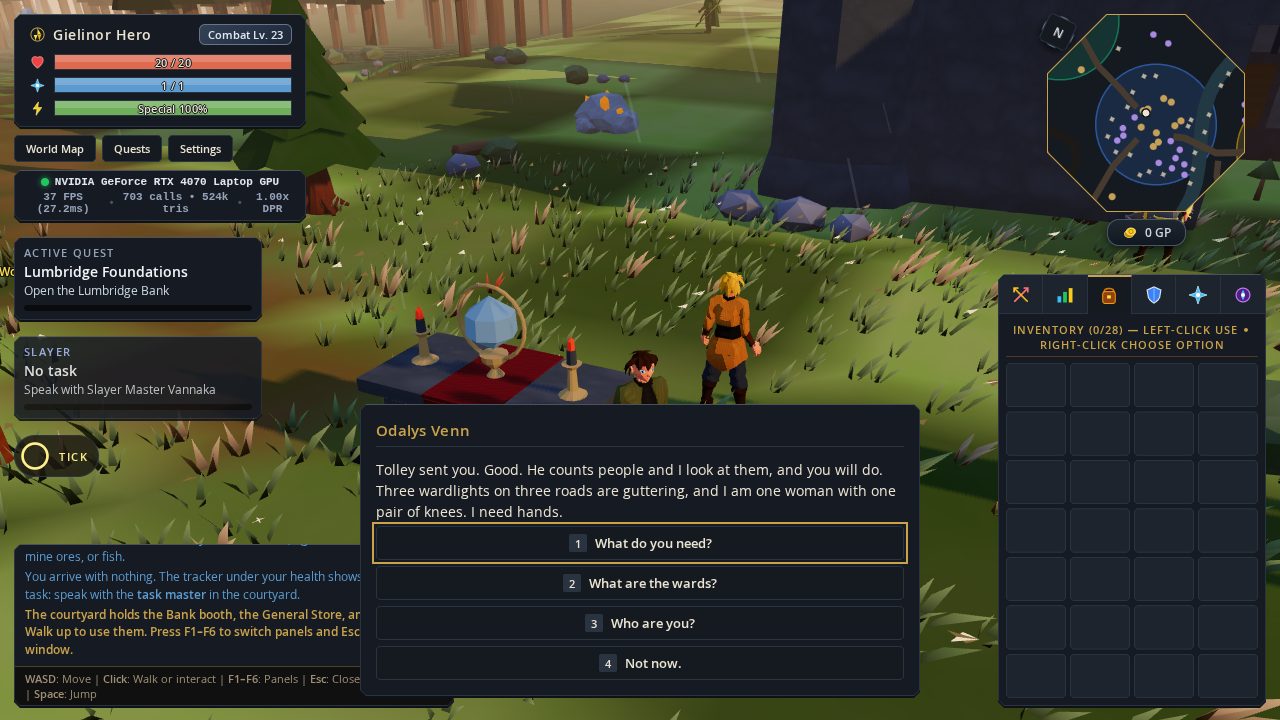 Gielinor Hero
Combat Lv. 23
20 / 20
1 / 1
Special 100%
World Map
Quests
Settings
NVIDIA GeForce RTX 4070 Laptop GPU
37 FPS (27.2ms) • 703 calls • 524k tris • 1.00x DPR
ACTIVE QUEST
Lumbridge Foundations
Open the Lumbridge Bank
SLAYER
No task
Speak with Slayer Master Vannaka
TICK
mine ores, or fish.
You arrive with nothing. The tracker under your health shows
task: speak with the task master in the courtyard.
The courtyard holds the Bank booth, the General Store,
Walk up to use them. Press F1–F6 to switch panels and Esc
window.
WASD: Move | Click: Walk or interact | F1–F6: Panels | Esc: Close
| Space: Jump
Odalys Venn
Tolley sent you. Good. He counts people and I look at them, and you will do.
Three wardlights on three roads are guttering, and I am one woman with one
pair of knees. I need hands.
1 What do you need?
2 What are the wards?
3 Who are you?
4 Not now.
N
0 GP
INVENTORY (0/28) — LEFT-CLICK USE •
RIGHT-CLICK CHOOSE OPTION